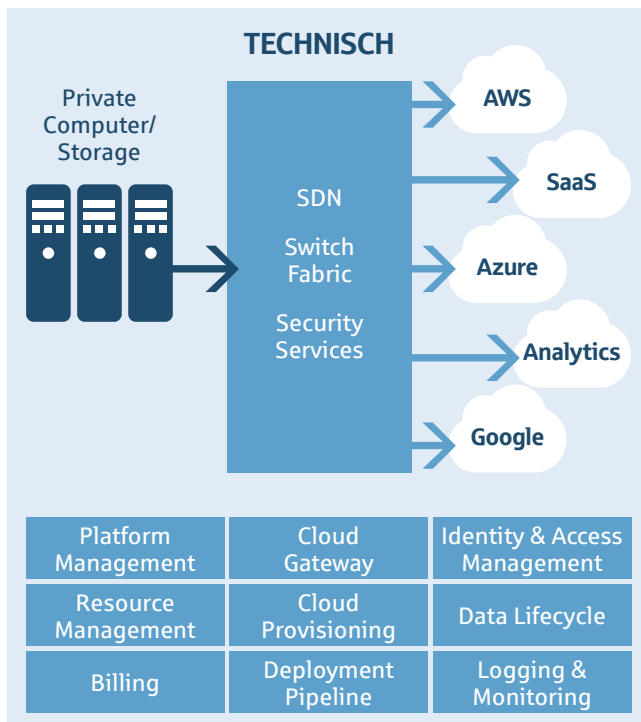 TECHNISCH
Private
Computer/
Storage
SDN
Switch
Fabric
Security
Services
AWS
SaaS
Azure
Analytics
Google
Platform
Management
Cloud
Gateway
Identity & Access
Management
Resource
Management
Cloud
Provisioning
Data Lifecycle
Billing
Deployment
Pipeline
Logging &
Monitoring